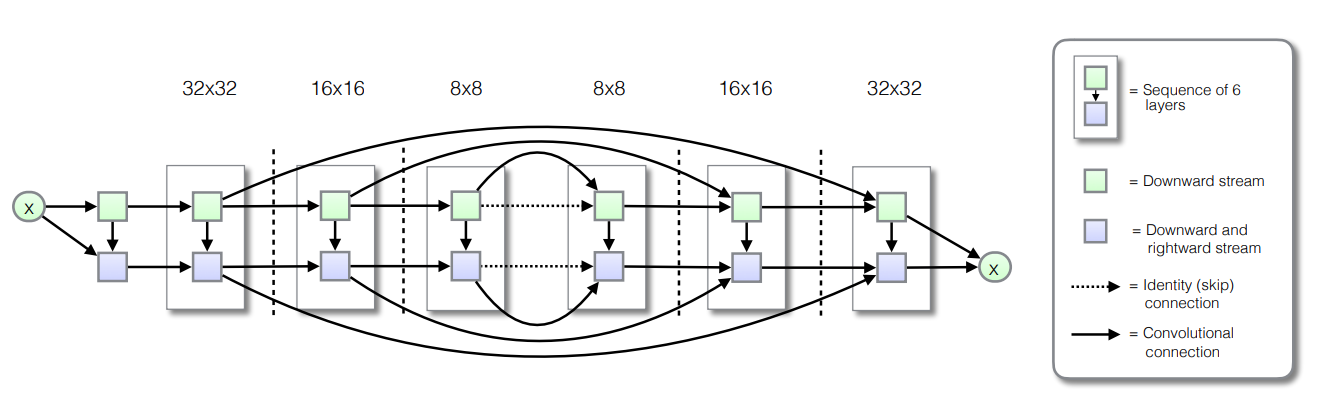 32x32
16x16
8x8
8x8
16x16
32x32
x
x
= Sequence of 6
layers
= Downward stream
= Downward and
rightward stream
= Identity (skip)
connection
= Convolutional
connection